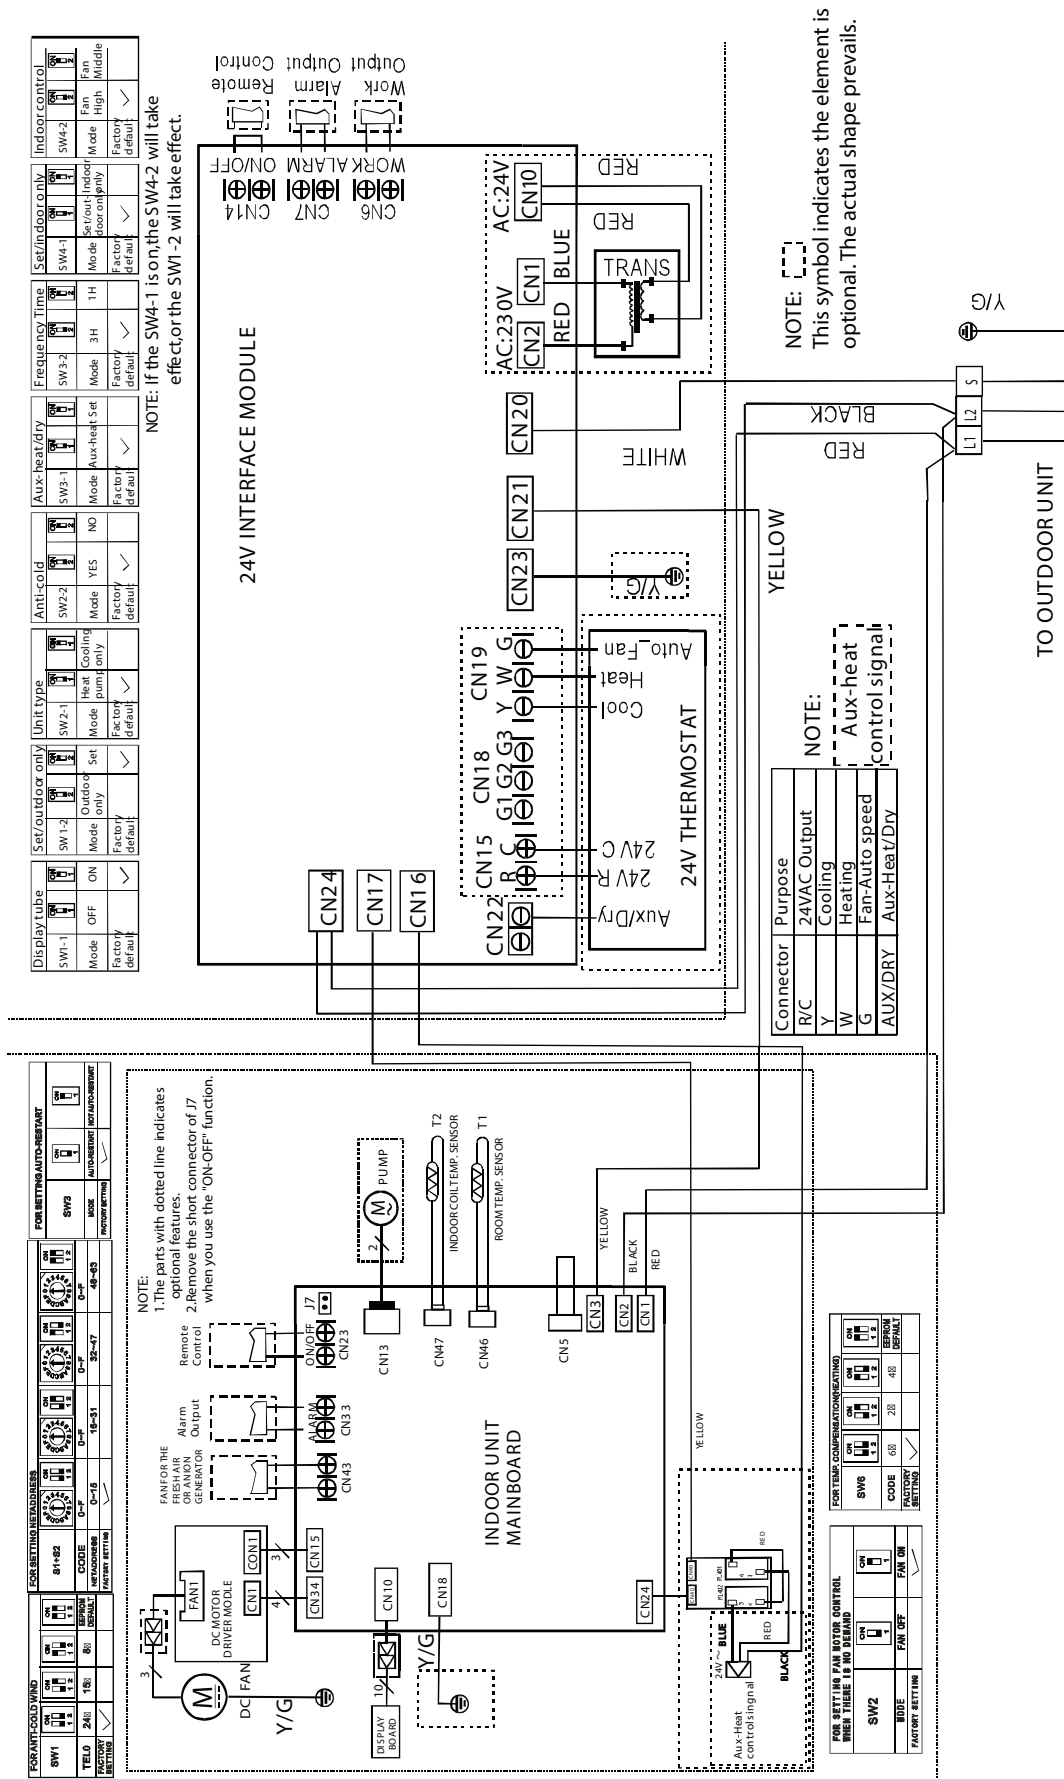 Display tube
SW1-1
Mode OFF ON
Factory default
Set/outdoor only
SW1-2
Mode Outdoor only Set
Factory default
Unit type
SW2-1
Mode Heat pump Cooling only
Factory default
Anti-cold
SW2-2
Mode YES NO
Factory default
Aux-heat/dry
SW3-1
Mode Aux-heat Set
Factory default
Frequency Time
SW3-2
Mode 3H 1H
Factory default
Set/indoor only
SW4-1
Mode Set/out-door only Indoor only
Factory default
Indoor control
SW4-2
Mode Fan High Fan Middle
Factory default
NOTE: If the SW4-1 is on,the SW4-2 will take
effect,or the SW1-2 will take effect.
24V INTERFACE MODULE
CN14 ON/OFF
Remote Control
CN7 ALARM
Alarm Output
CN6 WORK
Work Output
AC:24V
CN10
RED
RED
AC:230V
CN2
CN1
RED
BLUE
TRANS
CN20
WHITE
CN21
CN23
Y/G
CN19
Y W G
CN18
G1 G2 G3
CN15
R C
CN22
CN24
CN17
CN16
Aux/Dry
24V R
24V C
Cool
Heat
Auto_Fan
24V THERMOSTAT
YELLOW
BLACK
RED
NOTE:
This symbol indicates the element is
optional. The actual shape prevails.
Y/G
L1 L2 S
TO OUTDOOR UNIT
NOTE:
Aux-heat
control signal
Connector Purpose
R/C 24VAC Output
Y Cooling
W Heating
G Fan-Auto speed
AUX/DRY Aux-Heat/Dry
FOR ANTI-COLD WIND
SW1
TEL0
FACTORY SETTING
EEPROM DEFAULT
FOR SETTING NETADDRESS
S1+S2
CODE 0~F 0~F 0~F 0~F
NETADDRESS 0~15 16~31 32~47 48~63
FACTORY SETTING
FOR SETTING AUTO-RESTART
SW3
MODE AUTO-RESTART NOT AUTO-RESTART
FACTORY SETTING
NOTE:
1.The parts with dotted line indicates
optional features.
2.Remove the short connector of J7
when you use the "ON-OFF" function.
DC FAN
3
Y/G
FAN1
DC MOTOR
DRIVER MODLE
CN1
CON1
4
3
CN34
CN15
FAN FOR THE
FRESH AIR
OR ANION
GENERATOR
CN43
Alarm
Output
ALARM
CN33
Remote
Control
ON/OFF
CN23
J7
INDOOR UNIT
MAINBOARD
CN13
2
M
PUMP
CN47
T2
INDOOR COIL TEMP. SENSOR
CN46
T1
ROOM TEMP. SENSOR
CN5
CN3
CN2
CN1
YELLOW
BLACK
RED
DISPLAY
BOARD
10
CN10
CN18
Y/G
CN24
YELLOW
RED
24V~
BLUE
RED
BLACK
Aux-Heat
control singnal
FOR TEMP. COMPENSATION(HEATING)
SW6
CODE
EEPROM DEFAULT
FACTORY SETTING
FOR SETTING FAN MOTOR CONTROL
WHEN THERE IS NO DEMAND
SW2
MODE FAN OFF FAN ON
FACTORY SETTING